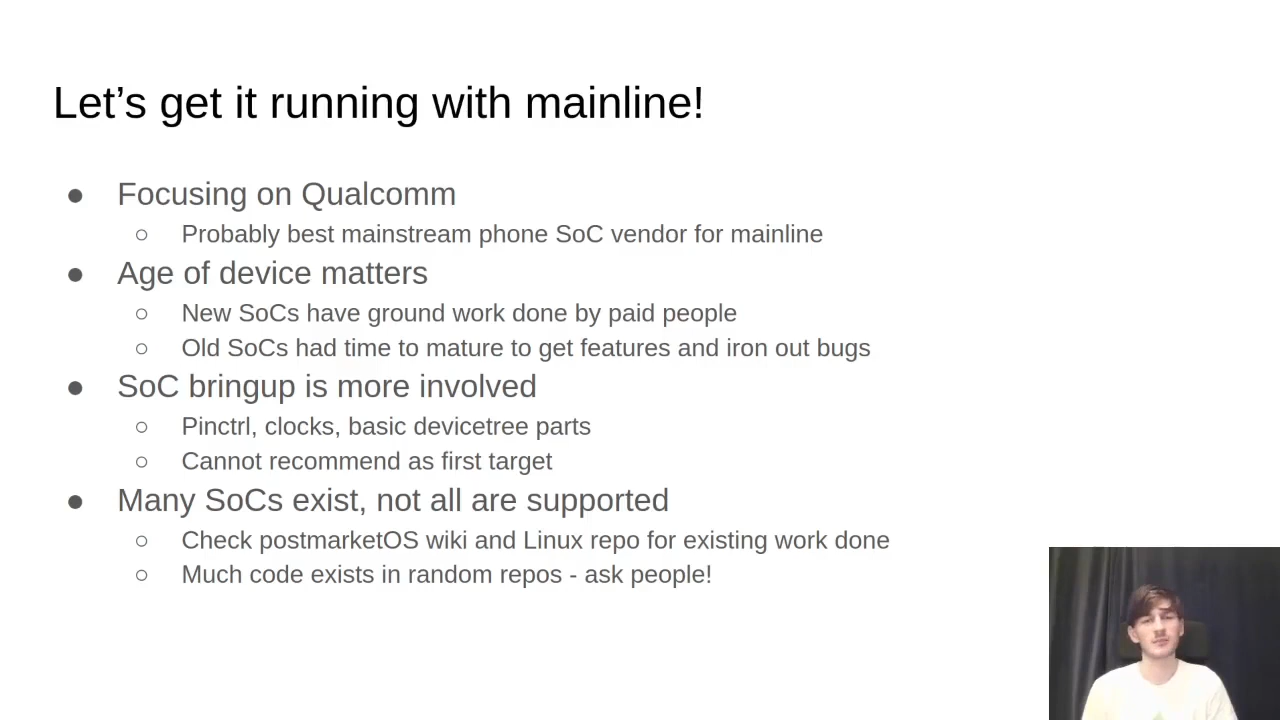 Let’s get it running with mainline!
● Focusing on Qualcomm
○ Probably best mainstream phone SoC vendor for mainline
● Age of device matters
○ New SoCs have ground work done by paid people
○ Old SoCs had time to mature to get features and iron out bugs
● SoC bringup is more involved
○ Pinctrl, clocks, basic devicetree parts
○ Cannot recommend as first target
● Many SoCs exist, not all are supported
○ Check postmarketOS wiki and Linux repo for existing work done
○ Much code exists in random repos - ask people!